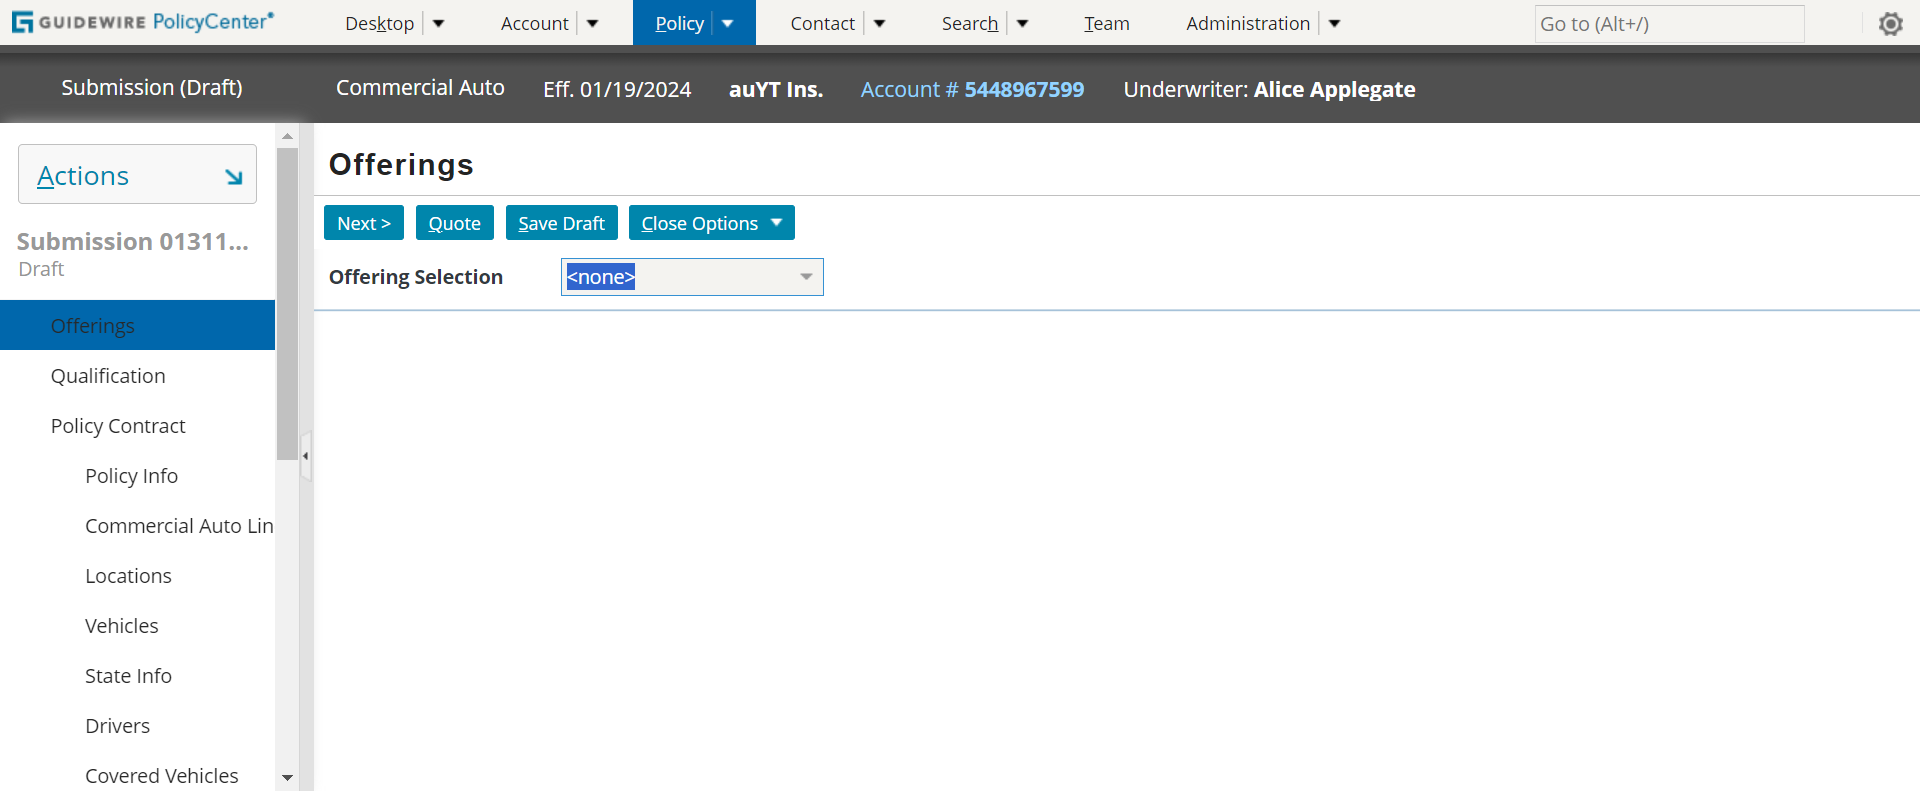 GUIDEWIRE PolicyCenter®
Desktop
Account
Policy
Contact
Search
Team
Administration
Go to (Alt+/)
Submission (Draft)
Commercial Auto
Eff. 01/19/2024
auYT Ins.
Account # 5448967599
Underwriter: Alice Applegate
Actions
Submission 01311...
Draft
Offerings
Qualification
Policy Contract
Policy Info
Commercial Auto Lin
Locations
Vehicles
State Info
Drivers
Covered Vehicles
Offerings
Next >
Quote
Save Draft
Close Options
Offering Selection
<none>